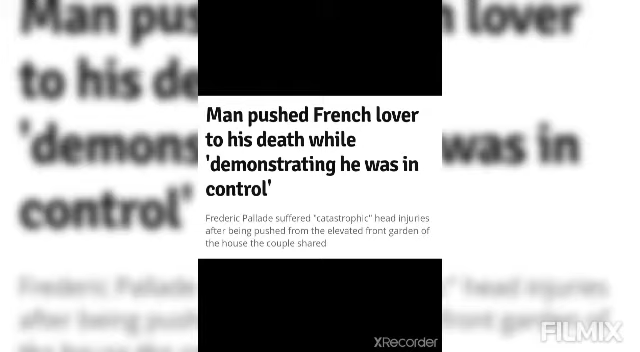 Man pushed French lover
to his death while
'demonstrating he was in
control'
Frederic Pallade suffered "catastrophic" head injuries
after being pushed from the elevated front garden of
the house the couple shared
XRecorder
FILMIX